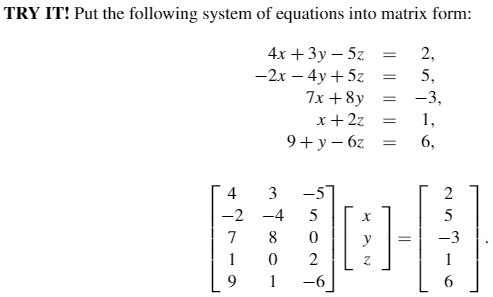 TRY IT! Put the following system of equations into matrix form:
4x + 3y − 5z = 2,
−2x − 4y + 5z = 5,
7x + 8y = −3,
x + 2z = 1,
9 + y − 6z = 6,
4 3 −5 2
−2 −4 5 x 5
7 8 0 y = −3 .
1 0 2 z 1
9 1 −6 6